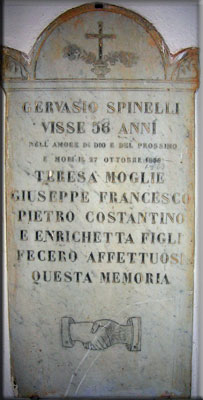 GERVASIO SPINELLI
VISSE 56 ANNI
NELL AMORE DI DIO E DEL PROSSIMO
E MORÌ IL 27 OTTOBRE
TERESA MOGLIE
GIUSEPPE FRANCESCO
PIETRO COSTANTINO
E ENRICHETTA FIGLI
FECERO AFFETTUOSI
QUESTA MEMORIA